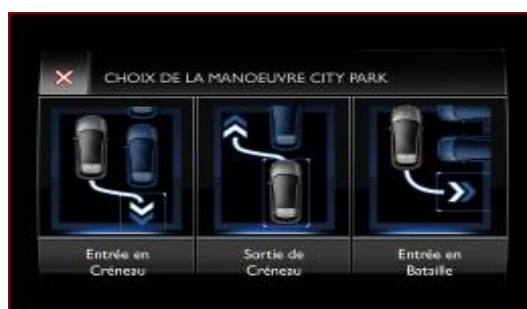 CHOIX DE LA MANOEUVRE CITY PARK
Entrée en
Créneau
Sortie de
Créneau
Entrée en
Bataille